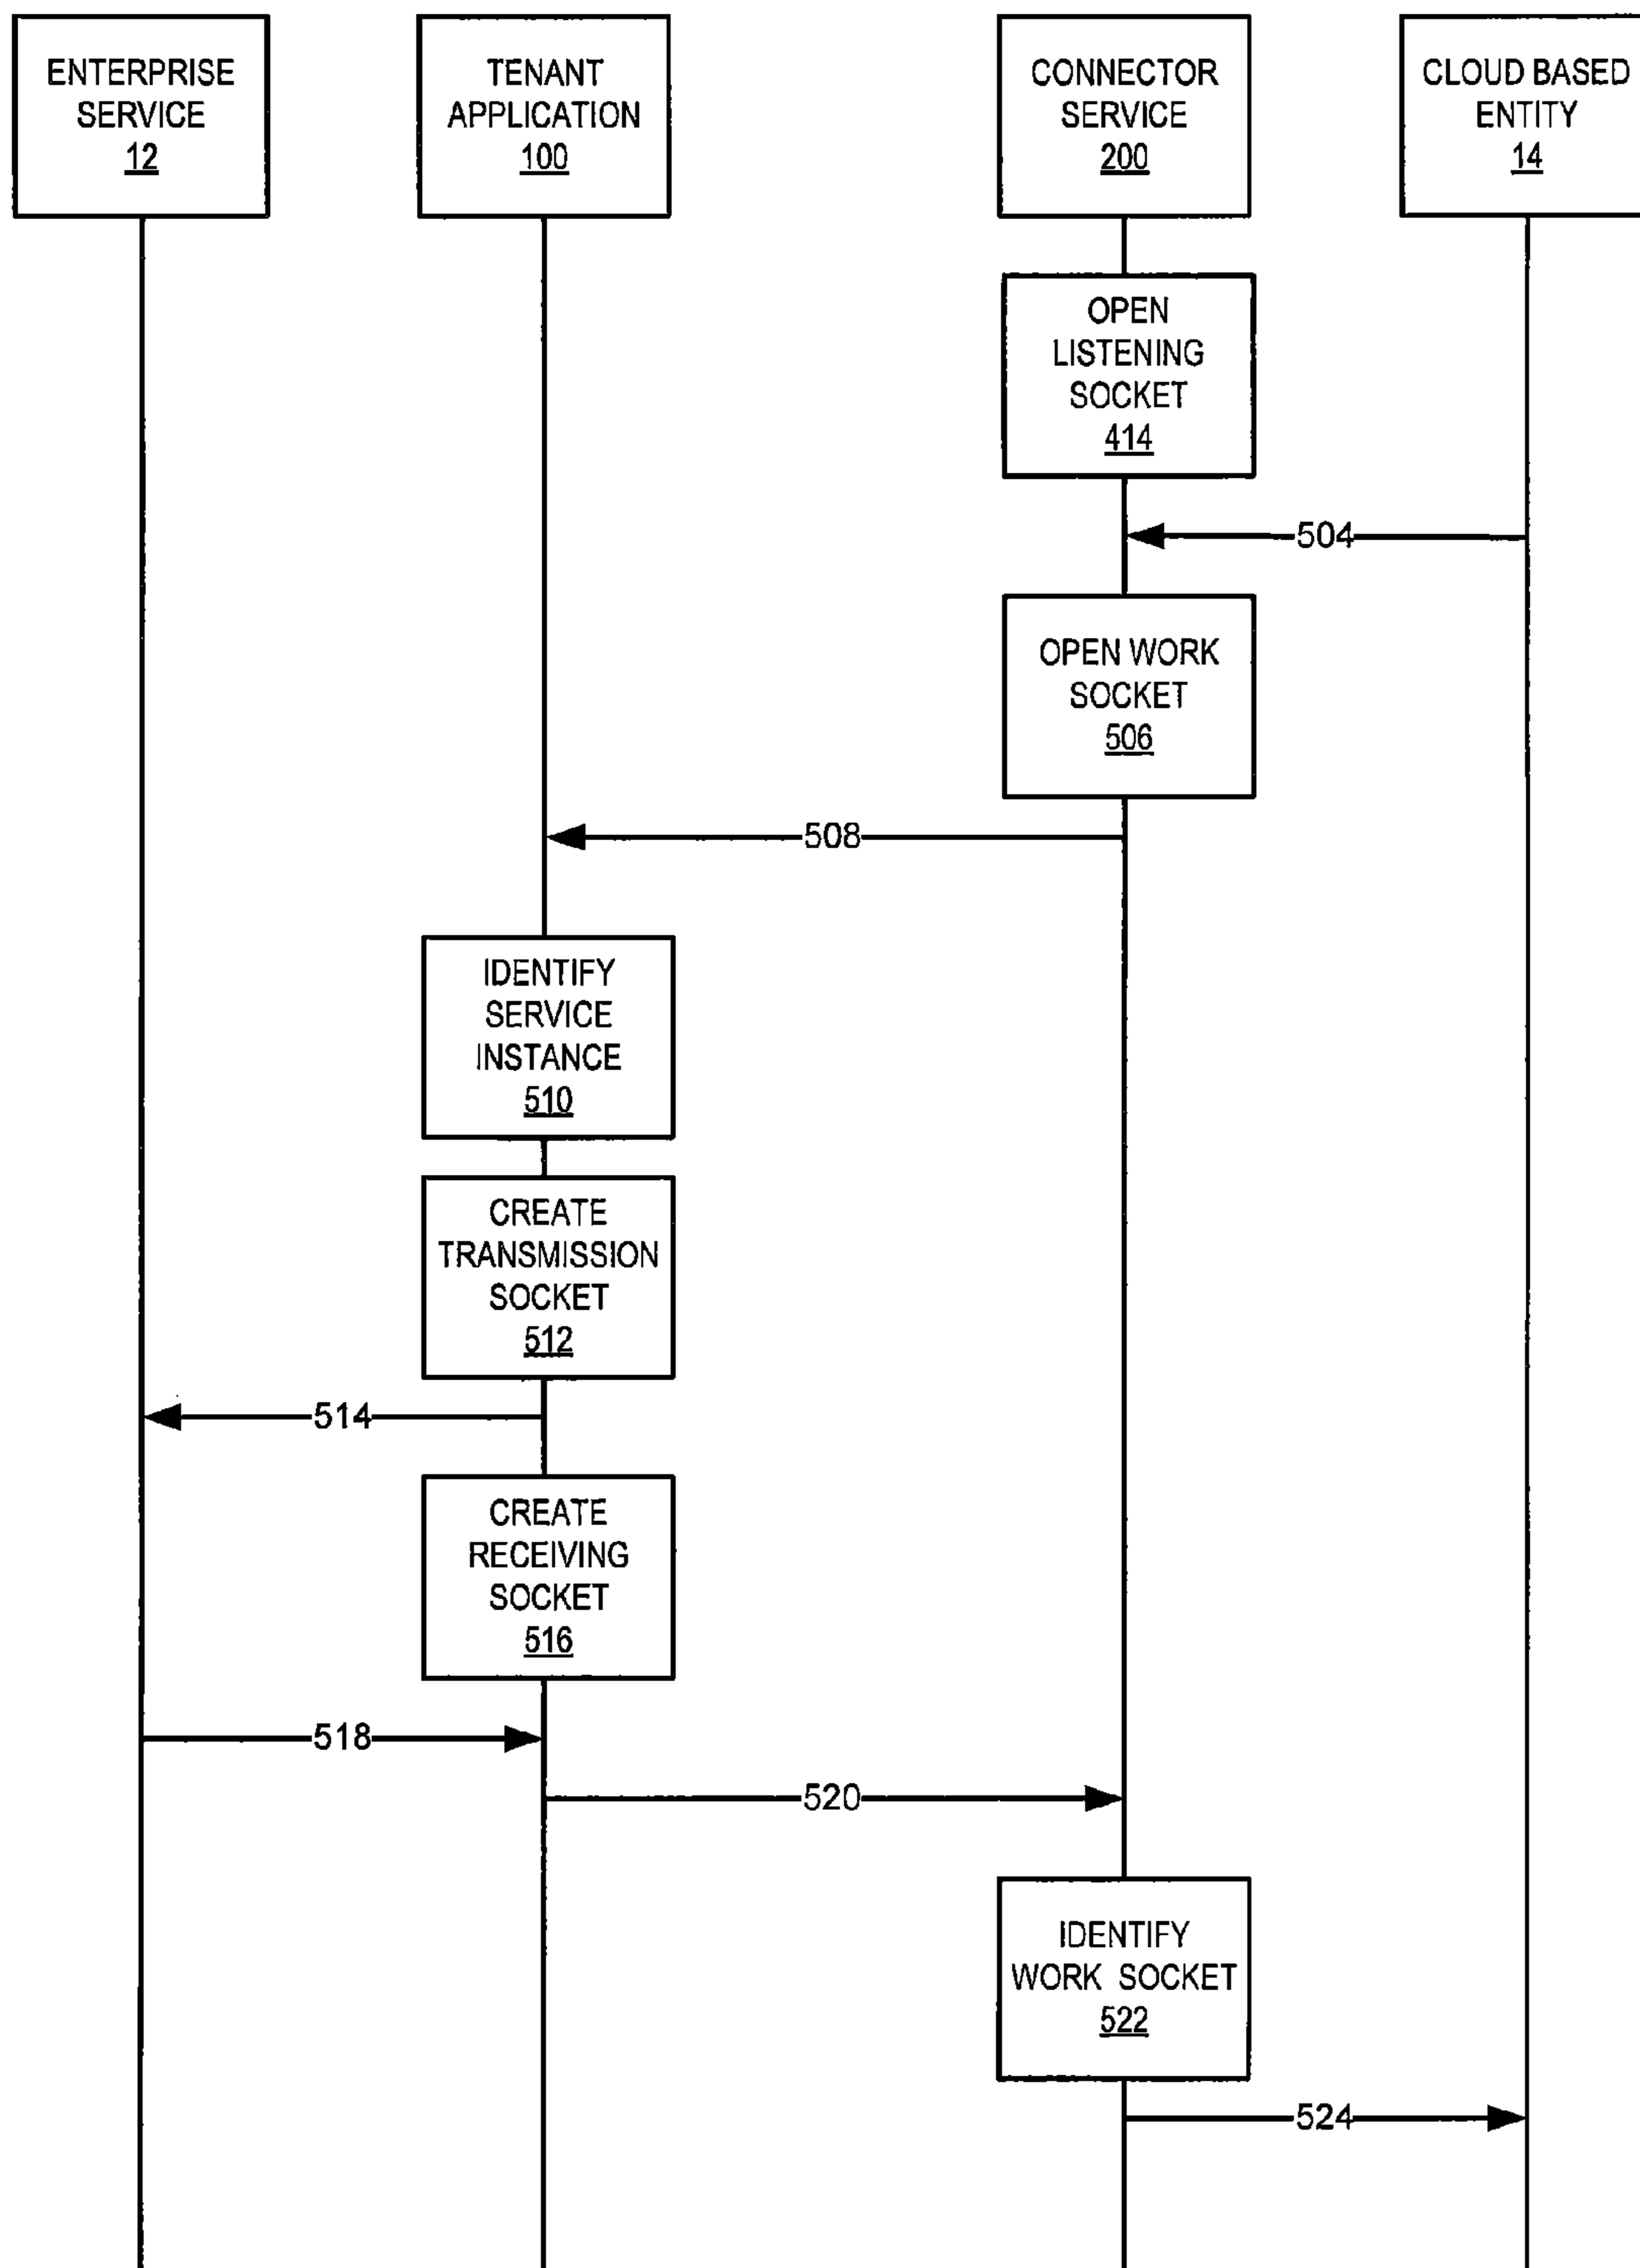 ENTERPRISE
SERVICE
12
TENANT
APPLICATION
100
CONNECTOR
SERVICE
200
CLOUD BASED
ENTITY
14
OPEN
LISTENING
SOCKET
414
504
OPEN WORK
SOCKET
506
508
IDENTIFY
SERVICE
INSTANCE
510
CREATE
TRANSMISSION
SOCKET
512
514
CREATE
RECEIVING
SOCKET
516
518
520
IDENTIFY
WORK SOCKET
522
524